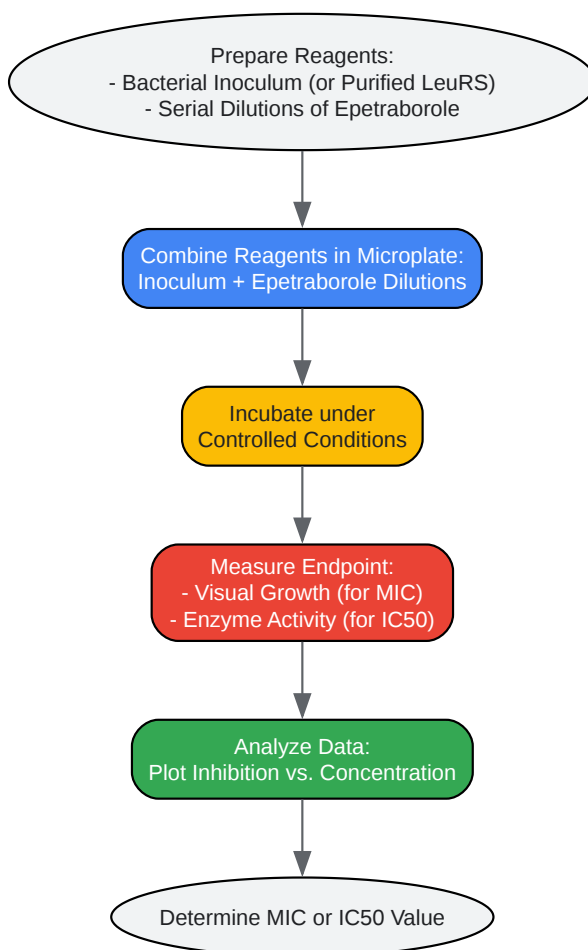 Prepare Reagents:
- Bacterial Inoculum (or Purified LeuRS)
- Serial Dilutions of Epetraborole
Combine Reagents in Microplate:
Inoculum + Epetraborole Dilutions
Incubate under
Controlled Conditions
Measure Endpoint:
- Visual Growth (for MIC)
- Enzyme Activity (for IC50)
Analyze Data:
Plot Inhibition vs. Concentration
Determine MIC or IC50 Value